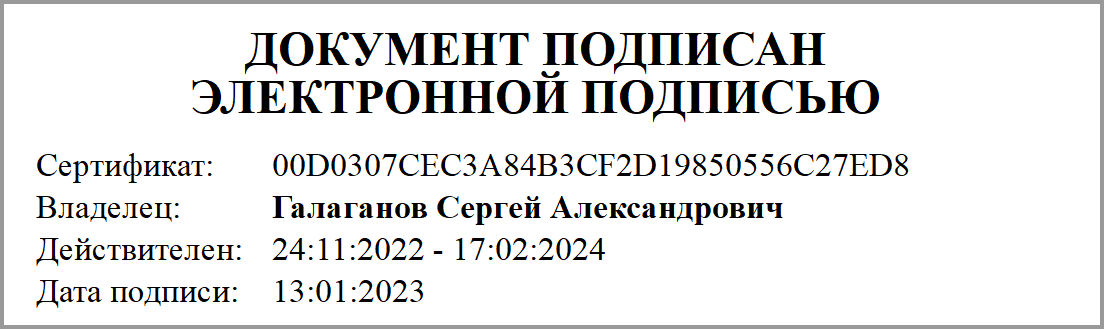 ДОКУМЕНТ ПОДПИСАН
ЭЛЕКТРОННОЙ ПОДПИСЬЮ
Сертификат: 00D0307CEC3A84B3CF2D19850556C27ED8
Владелец: Галаганов Сергей Александрович
Действителен: 24:11:2022 - 17:02:2024
Дата подписи: 13:01:2023